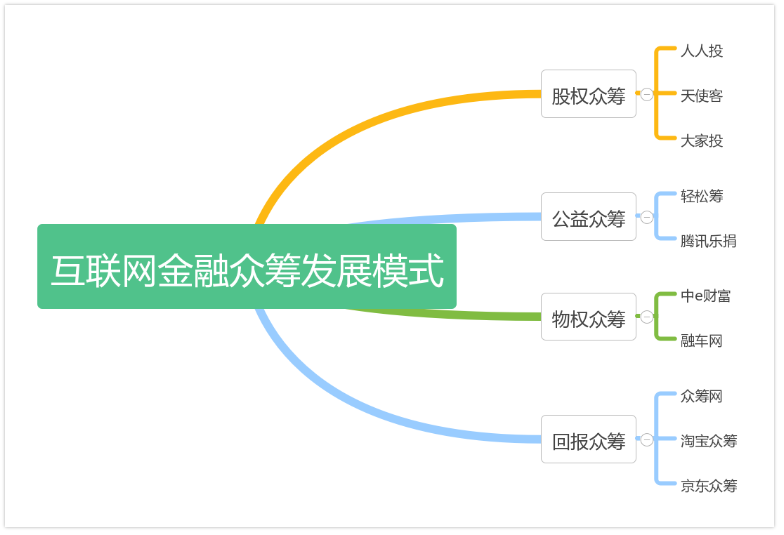 互联网金融众筹发展模式
股权众筹
人人投
天使客
大家投
公益众筹
轻松筹
腾讯乐捐
物权众筹
中e财富
融车网
回报众筹
众筹网
淘宝众筹
京东众筹